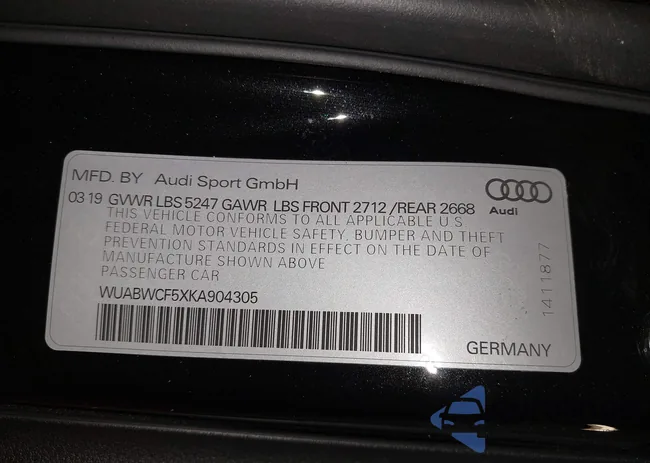 MFD. BY Audi Sport GmbH
03 19 GVWR LBS 5247 GAWR LBS FRONT 2712 /REAR 2668
Audi
THIS VEHICLE CONFORMS TO ALL APPLICABLE U.S
FEDERAL MOTOR VEHICLE SAFETY, BUMPER AND THEFT
PREVENTION STANDARDS IN EFFECT ON THE DATE OF
MANUFACTURE SHOWN ABOVE
PASSENGER CAR
WUABWCF5XKA904305
1411877
GERMANY